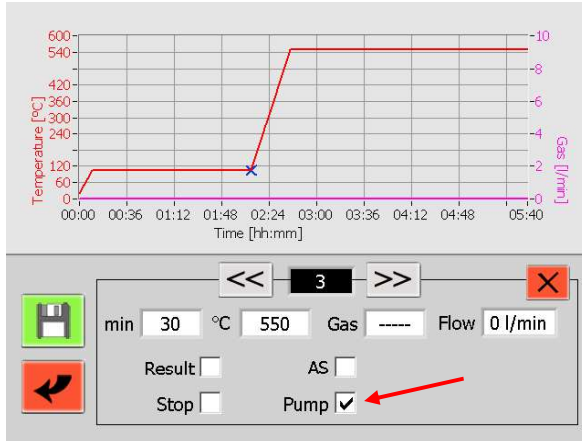 600
540
420
360
300
240
120
60
0
Temperature [ºC]
10
8
6
4
2
0
Gas [l/min]
00:00 00:36 01:12 01:48 02:24 03:00 03:36 04:12 04:48 05:40
Time [hh:mm]
<< 3 >>
min 30 °C 550 Gas ----- Flow 0 l/min
Result AS
Stop Pump